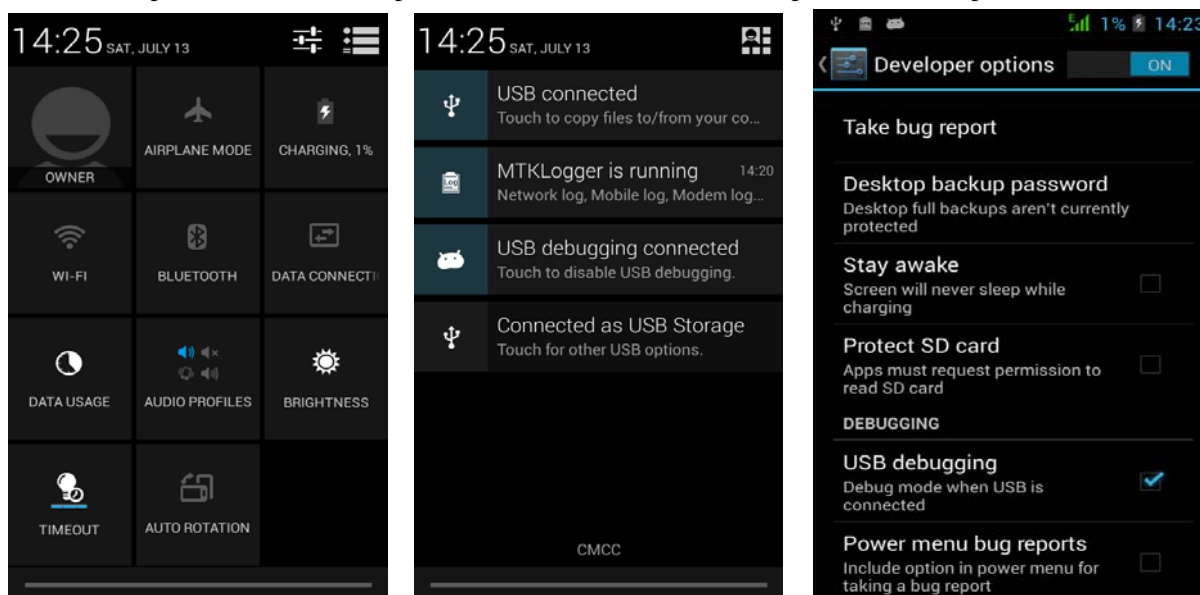 14:25 SAT, JULY 13
OWNER
AIRPLANE MODE
CHARGING, 1%
WI-FI
BLUETOOTH
DATA CONNECTI
DATA USAGE
AUDIO PROFILES
BRIGHTNESS
TIMEOUT
AUTO ROTATION
14:25 SAT, JULY 13
USB connected
Touch to copy files to/from your co...
MTKLogger is running 14:20
Network log, Mobile log, Modem log...
USB debugging connected
Touch to disable USB debugging.
Connected as USB Storage
Touch for other USB options.
CMCC
E 1% 14:23
Developer options ON
Take bug report
Desktop backup password
Desktop full backups aren't currently
protected
Stay awake
Screen will never sleep while
charging
Protect SD card
Apps must request permission to
read SD card
DEBUGGING
USB debugging
Debug mode when USB is
connected
Power menu bug reports
Include option in power menu for
taking a bug report